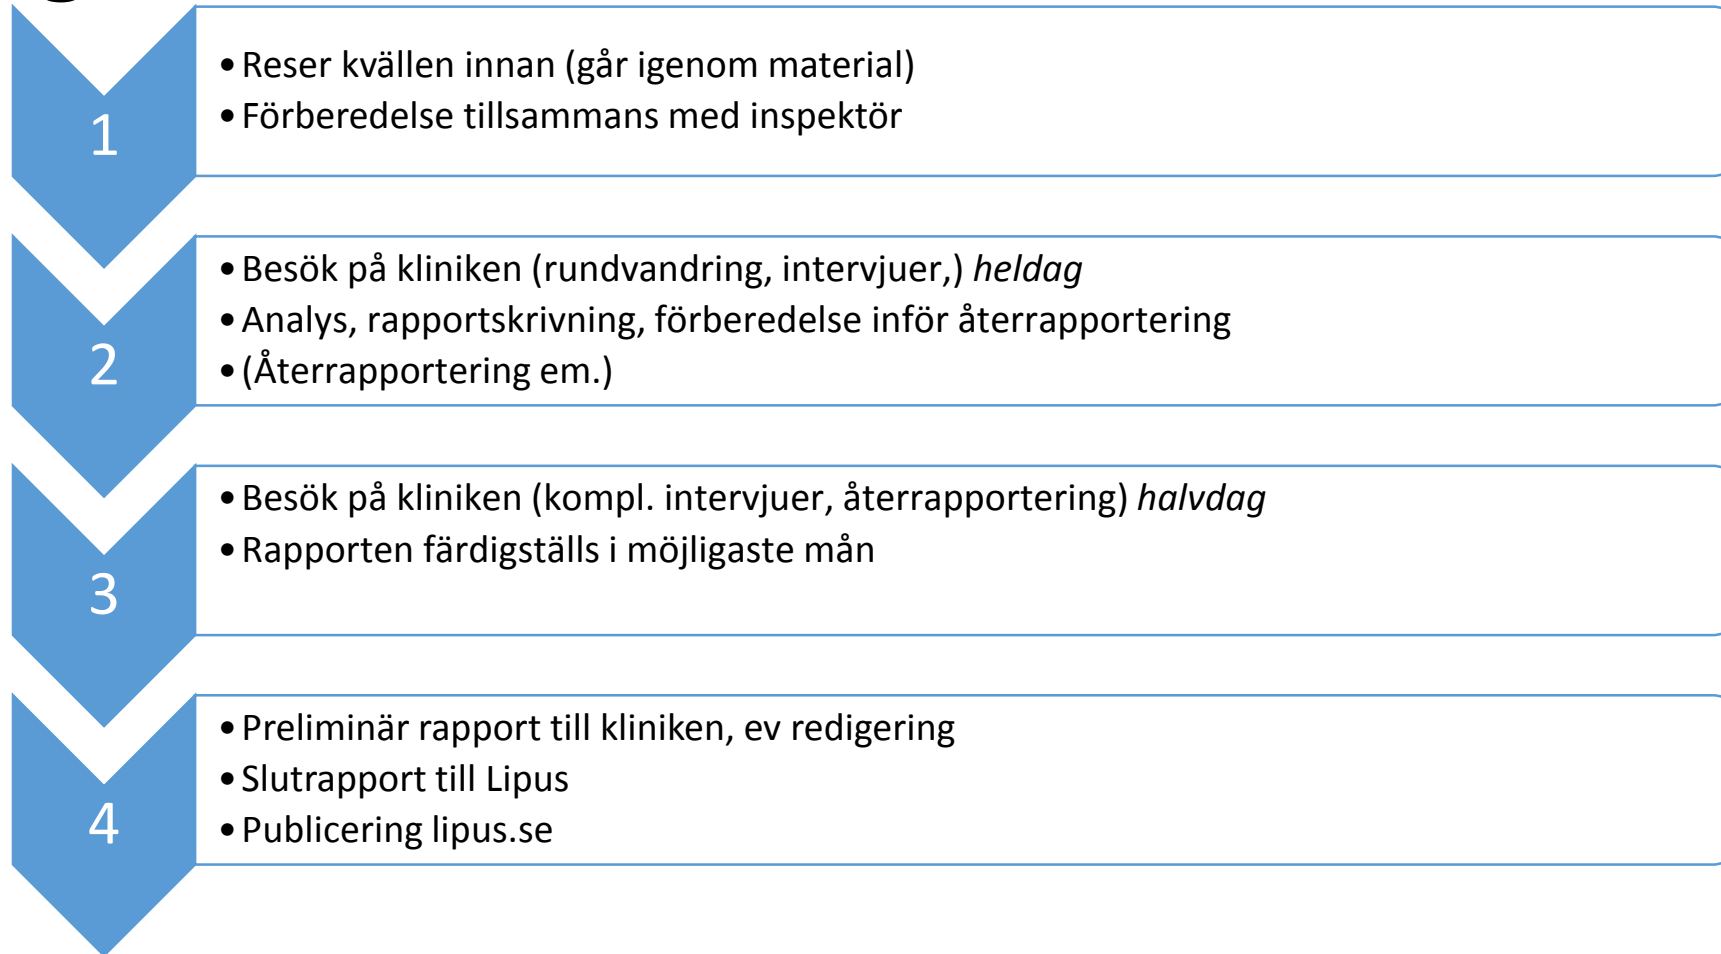 1
•Reser kvällen innan (går igenom material)
•Förberedelse tillsammans med inspektör
2
•Besök på kliniken (rundvandring, intervjuer,) heldag
•Analys, rapportskrivning, förberedelse inför återrapportering
•(Återrapportering em.)
3
•Besök på kliniken (kompl. intervjuer, återrapportering) halvdag
•Rapporten färdigställs i möjligaste mån
4
•Preliminär rapport till kliniken, ev redigering
•Slutrapport till Lipus
•Publicering lipus.se